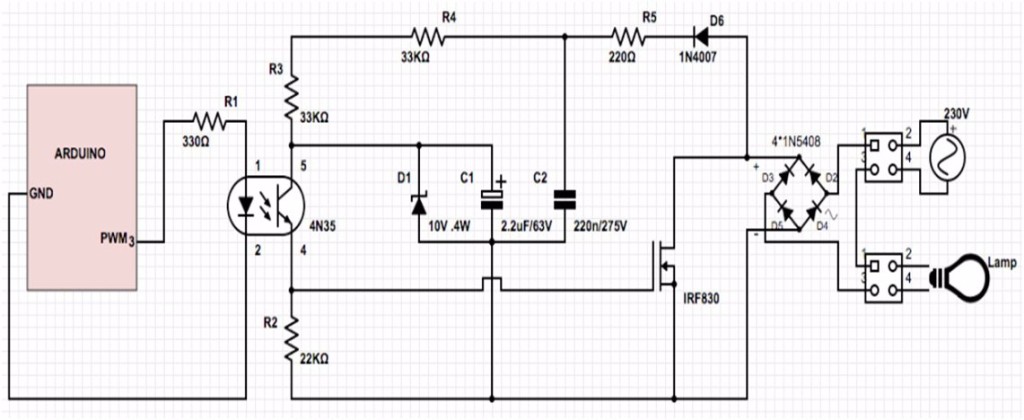 R4
R5
D6
33KΩ
220Ω
1N4007
R3
33KΩ
R1
330Ω
ARDUINO
GND
PWM3
1
5
2
4
4N35
D1
C1
+
C2
10V .4W
2.2uF/63V
220n/275V
R2
22KΩ
IRF830
4*1N5408
+
D3
D2
D5
D4
-
230V
+
1
2
3
4
1
2
3
4
Lamp